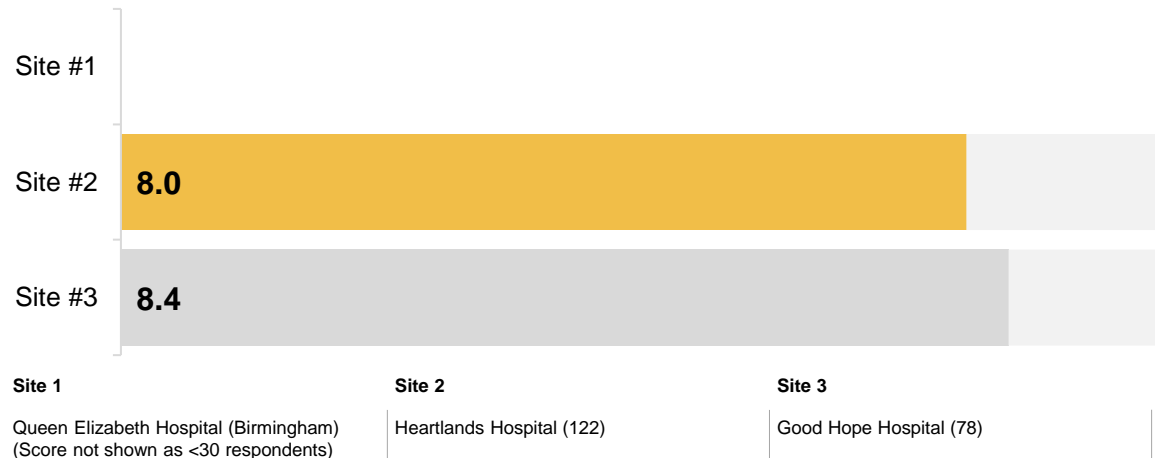 Site #1
Site #2
8.0
Site #3
8.4
Site 1
Site 2
Site 3
Queen Elizabeth Hospital (Birmingham)
(Score not shown as <30 respondents)
Heartlands Hospital (122)
Good Hope Hospital (78)